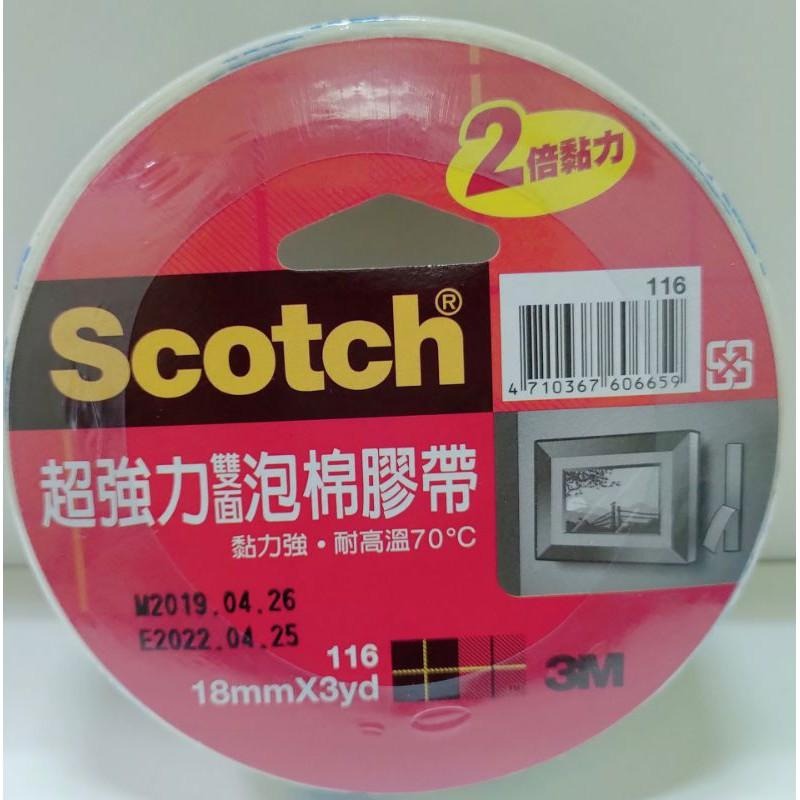 2倍黏力
Scotch®
116
4 710367 606659
超強力雙面泡棉膠帶
黏力強·耐高溫70°C
M2019.04.26
E2022.04.25
116
18mmX3yd
3M